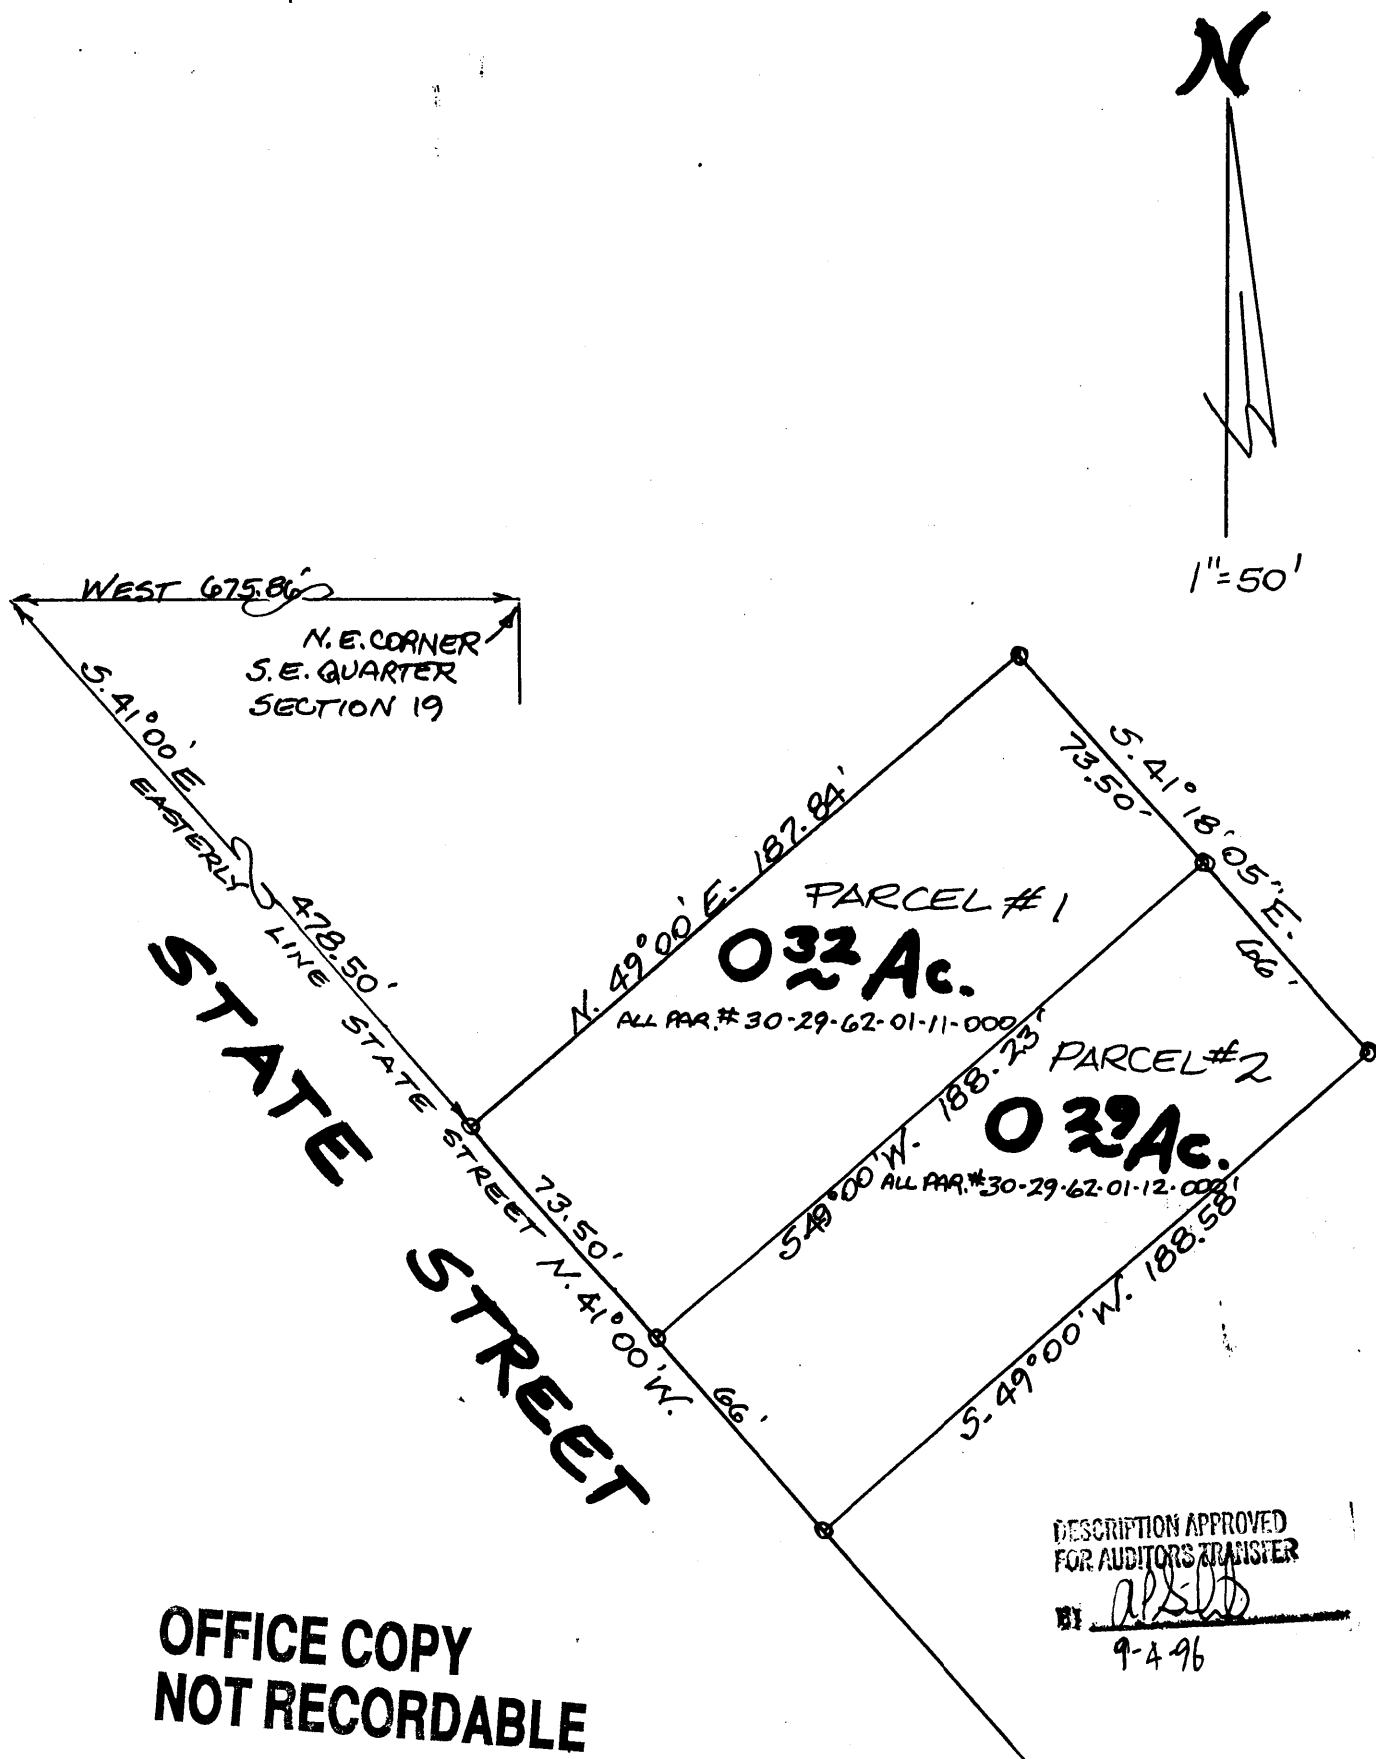 N
1"=50'
WEST 675.86'
N.E. CORNER
S.E. QUARTER
SECTION 19
S. 41°00' E
478.50'
EASTERLY LINE STATE STREET N. 41°00' W.
STATE STREET
N. 49°00' E. 187.84'
S. 41° 18' 05" E.
73.50'
66'
PARCEL #1
0 32 Ac.
ALL PAR.# 30-29-62-01-11-000
S 49°00' W. 188.23'
PARCEL #2
Ac.
ALL PAR.# 30-29-62-01-12-000
S. 49°00' W. 188.58'
73.50'
66'
DESCRIPTION APPROVED
FOR AUDITORS TRANSFER
BY
9-4-96
OFFICE COPY
NOT RECORDABLE